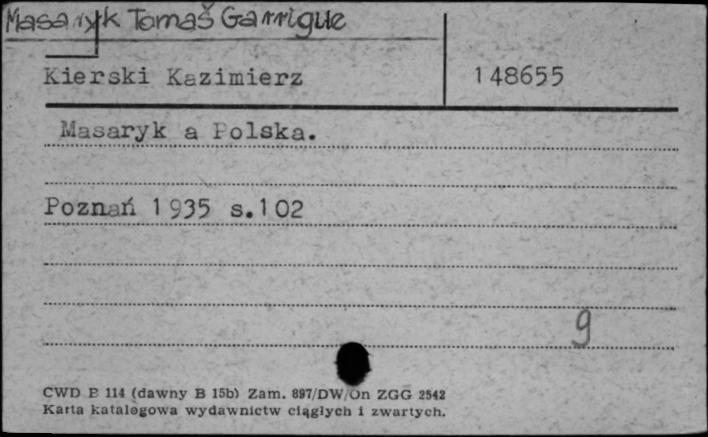 Masaryk Tomaš Garrigue
Kierski Kazimierz 148655
Masaryk a Polska.
Poznań 1935 s.102
9
CWD B 114 (dawny B 15b) Zam. 897/DW/On ZGG 2542
Karta katalogowa wydawnictw ciągłych i zwartych.